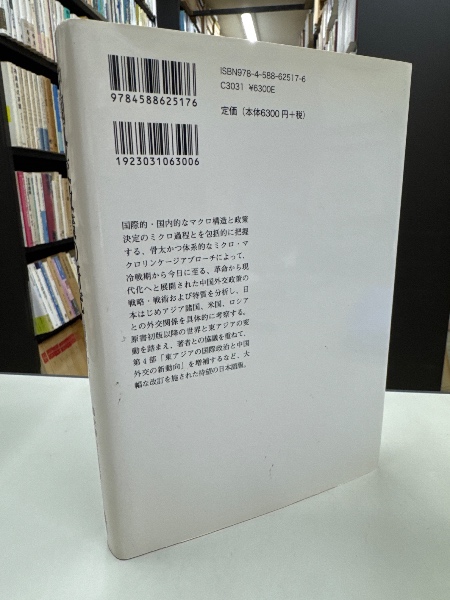 ISBN978-4-588-62517-6
C3031 ¥6300E
9784588625176
定価（本体6300円＋税）
1923031063006
国際的・国内的なマクロ構造と政策
決定のミクロ過程とを包括的に把握
する、骨太かつ体系的なミクロ・マ
クロリンケージアプローチによって、
冷戦期から今日に至る、革命から現
代化へと展開された中国外交政策の
戦略・戦術および特質を分析し、日
本はじめアジア諸国、米国、ロシア
との外交関係を具体的に考察する。
原書初版以降の世界と東アジアの変
動を踏まえ、著者との協議を重ねて、
第4部「東アジアの国際政治と中国
外交の新動向」を増補するなど、大
幅な改訂を施された待望の日本語版。